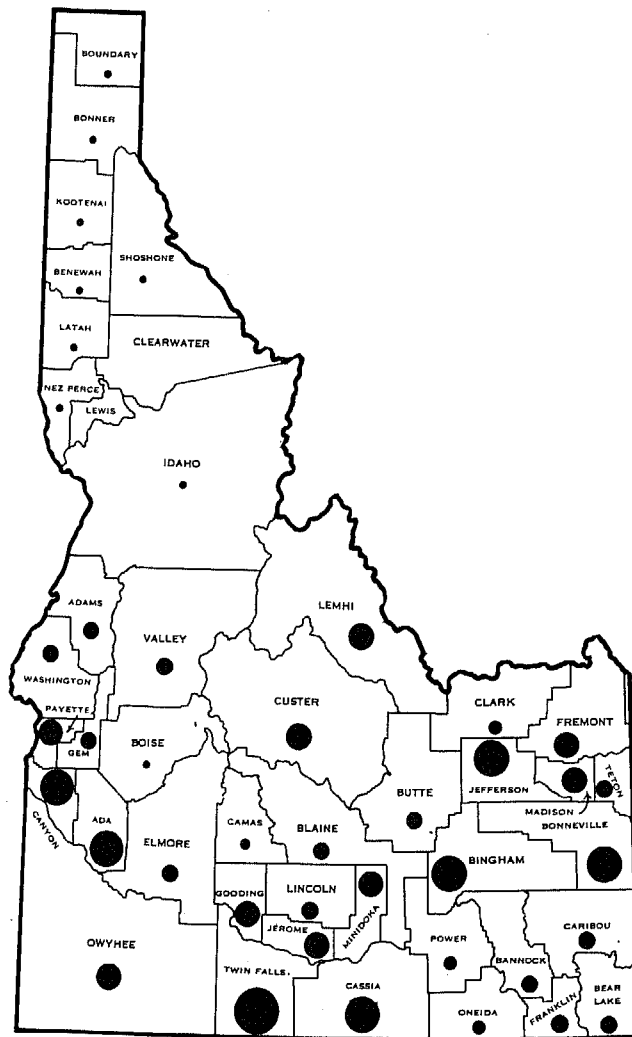 BOUNDARY
BONNER
KOOTENAI
SHOSHONE
BENEWAH
LATAH
CLEARWATER
NEZ PERCE
LEWIS
IDAHO
ADAMS
LEMHI
VALLEY
WASHINGTON
CUSTER
CLARK
PAYETTE
FREMONT
GEM
BOISE
TETON
BUTTE
JEFFERSON
MADISON
CANYON
ADA
CAMAS
BLAINE
BONNEVILLE
ELMORE
BINGHAM
GOODING
LINCOLN
MINIDOKA
JÉROME
CARIBOU
OWYHEE
POWER
BANNOCK
TWIN FALLS
CASSIA
BEAR
LAKE
FRANKLIN
ONEIDA